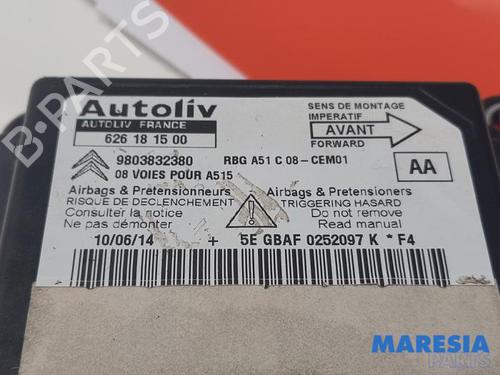 Autoliv
AUTOLIV FRANCE
626 18 15 00
SENS DE MONTAGE
IMPERATIF
AVANT
FORWARD
9803832380
RBG A51 C 08-CEM01
08 VOIES POUR A515
AA
Airbags & Pretensionneurs
RISQUE DE DECLENCHEMENT
Consulter la notice
Ne pas démonter
Airbags & Pretensioners
TRIGGERING HASARD
Do not remove
Read manual
10/06/14 + 5E GBAF 0252097 K * F4
B-PARTS
MARESIA
PARTS